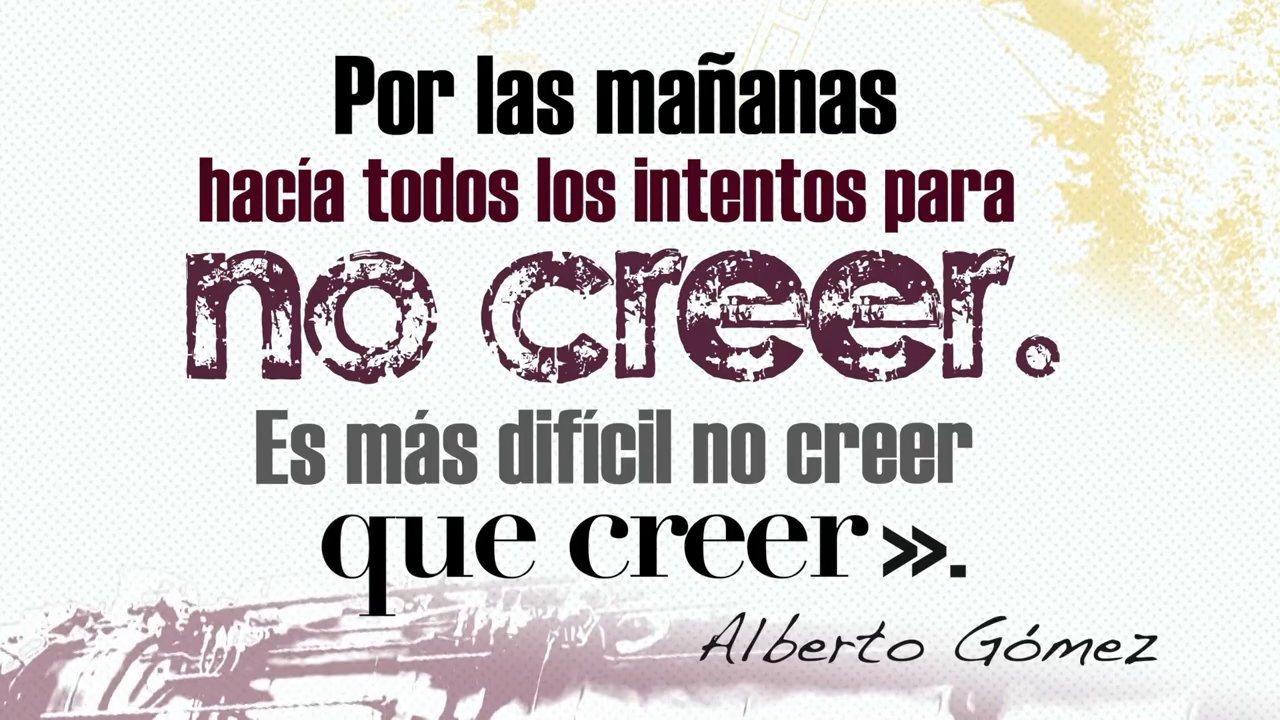 Por las mañanas
hacía todos los intentos para
no creer.
Es más difícil no creer
que creer».
Alberto Gómez